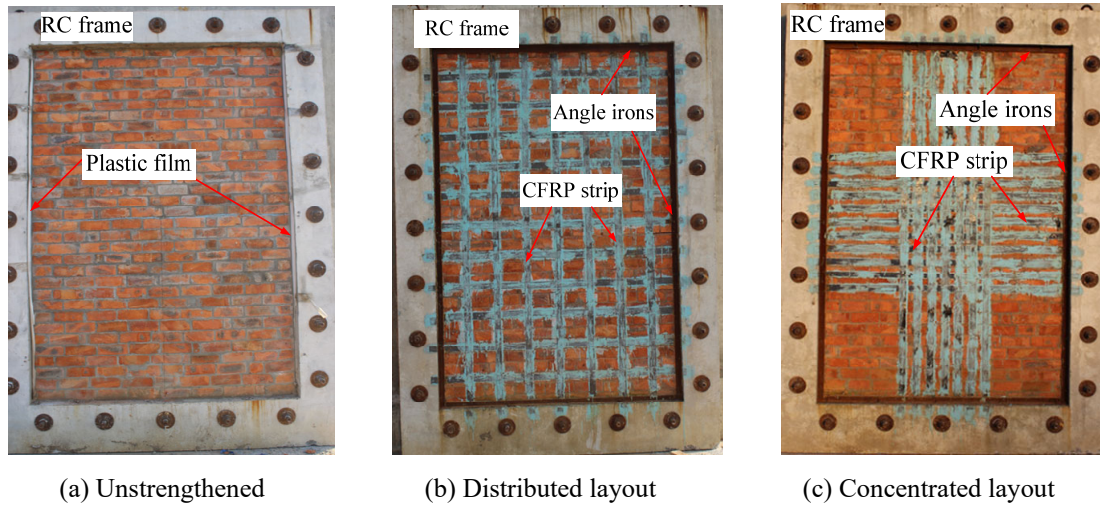 RC frame
Plastic film
(a) Unstrengthened
RC frame
Angle irons
CFRP strip
(b) Distributed layout
RC frame
Angle irons
CFRP strip
(c) Concentrated layout